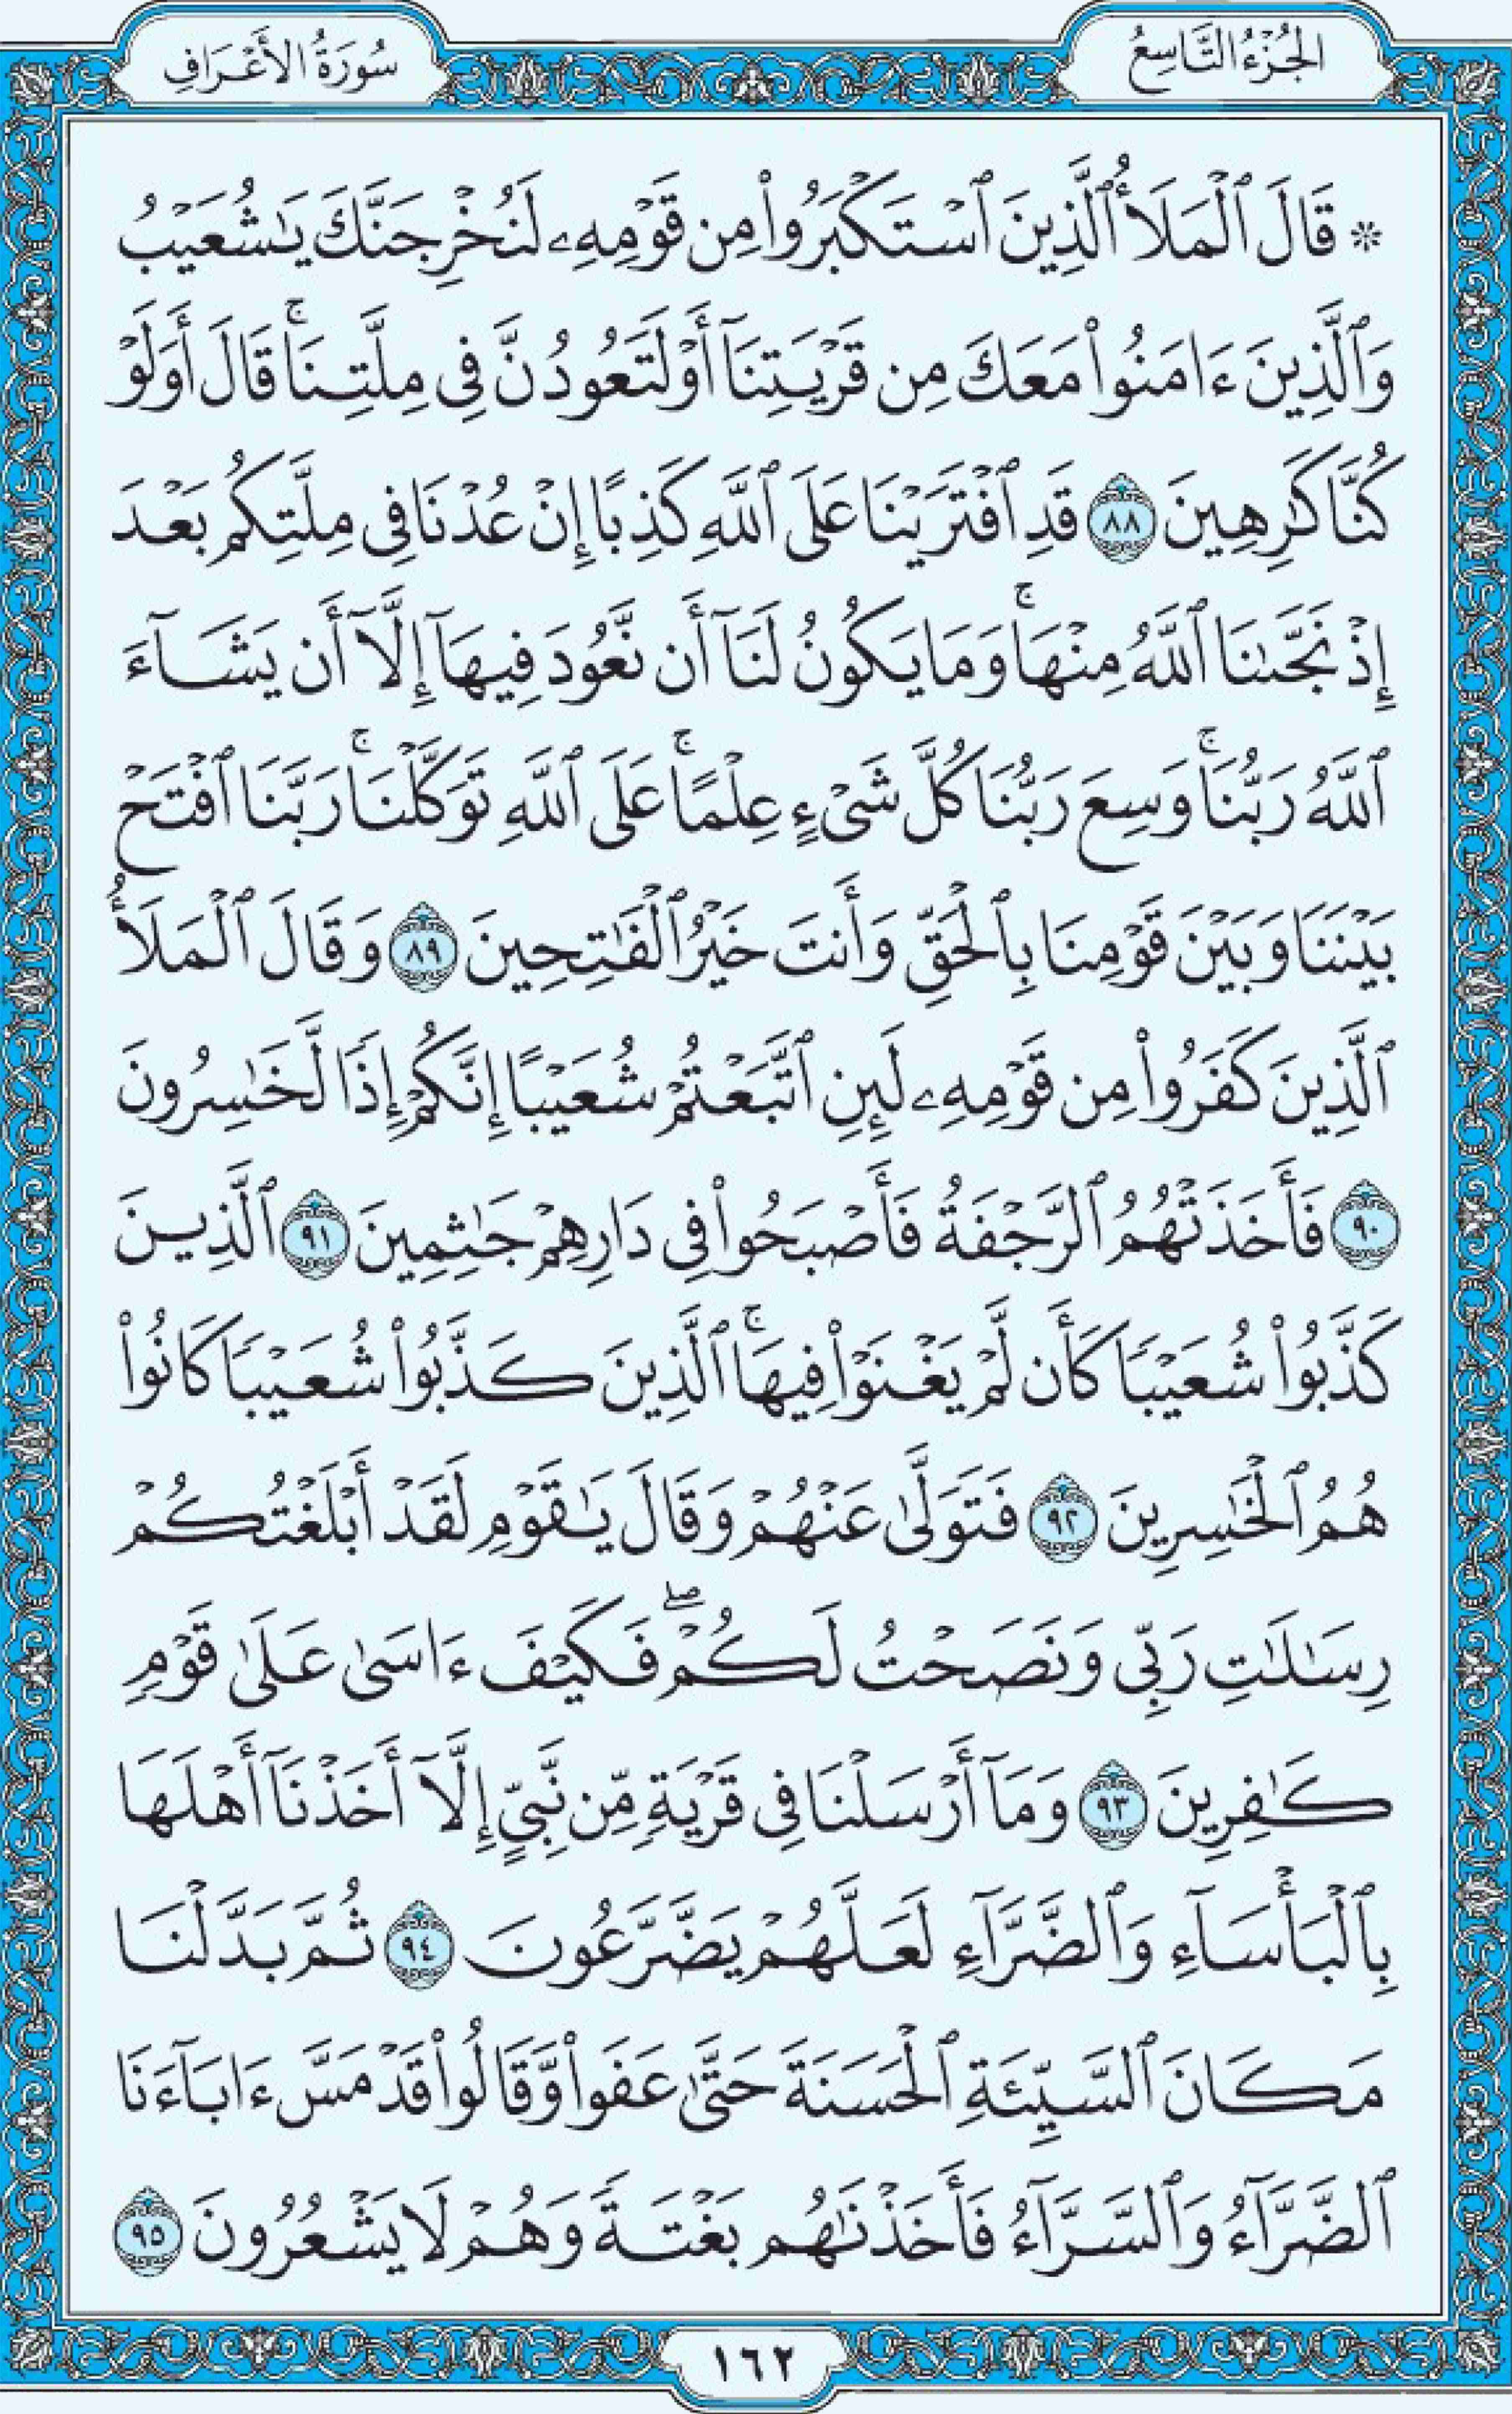 الجُزْءُ التَّاسِعُ
سُورَةُ الأَعْرَافِ
۞ قَالَ ٱلۡمَلَأُ ٱلَّذِينَ ٱسۡتَكۡبَرُواْ مِن قَوۡمِهِۦ لَنُخۡرِجَنَّكَ يَٰشُعَيۡبُ
وَٱلَّذِينَ ءَامَنُواْ مَعَكَ مِن قَرۡيَتِنَآ أَوۡ لَتَعُودُنَّ فِي مِلَّتِنَاۚ قَالَ أَوَلَوۡ
كُنَّا كَٰرِهِينَ ٨٨ قَدِ ٱفۡتَرَيۡنَا عَلَى ٱللَّهِ كَذِبًا إِنۡ عُدۡنَا فِي مِلَّتِكُم بَعۡدَ
إِذۡ نَجَّىٰنَا ٱللَّهُ مِنۡهَاۚ وَمَا يَكُونُ لَنَآ أَن نَّعُودَ فِيهَآ إِلَّآ أَن يَشَآءَ
ٱللَّهُ رَبُّنَاۚ وَسِعَ رَبُّنَا كُلَّ شَيۡءٍ عِلۡمًاۚ عَلَى ٱللَّهِ تَوَكَّلۡنَاۚ رَبَّنَا ٱفۡتَحۡ
بَيۡنَنَا وَبَيۡنَ قَوۡمِنَا بِٱلۡحَقِّ وَأَنتَ خَيۡرُ ٱلۡفَٰتِحِينَ ٨٩ وَقَالَ ٱلۡمَلَأُ
ٱلَّذِينَ كَفَرُواْ مِن قَوۡمِهِۦ لَئِنِ ٱتَّبَعۡتُمۡ شُعَيۡبًا إِنَّكُمۡ إِذٗا لَّخَٰسِرُونَ
٩٠ فَأَخَذَتۡهُمُ ٱلرَّجۡفَةُ فَأَصۡبَحُواْ فِي دَارِهِمۡ جَٰثِمِينَ ٩١ ٱلَّذِينَ
كَذَّبُواْ شُعَيۡبٗا كَأَن لَّمۡ يَغۡنَوۡاْ فِيهَاۚ ٱلَّذِينَ كَذَّبُواْ شُعَيۡبٗا كَانُواْ
هُمُ ٱلۡخَٰسِرِينَ ٩٢ فَتَوَلَّىٰ عَنۡهُمۡ وَقَالَ يَٰقَوۡمِ لَقَدۡ أَبۡلَغۡتُكُمۡ
رِسَٰلَٰتِ رَبِّي وَنَصَحۡتُ لَكُمۡۖ فَكَيۡفَ ءَاسَىٰ عَلَىٰ قَوۡمٖ
كَٰفِرِينَ ٩٣ وَمَآ أَرۡسَلۡنَا فِي قَرۡيَةٖ مِّن نَّبِيٍّ إِلَّآ أَخَذۡنَآ أَهۡلَهَا
بِٱلۡبَأۡسَآءِ وَٱلضَّرَّآءِ لَعَلَّهُمۡ يَضَّرَّعُونَ ٩٤ ثُمَّ بَدَّلۡنَا
مَكَانَ ٱلسَّيِّئَةِ ٱلۡحَسَنَةَ حَتَّىٰ عَفَواْ وَّقَالُواْ قَدۡ مَسَّ ءَابَآءَنَا
ٱلضَّرَّآءُ وَٱلسَّرَّآءُ فَأَخَذۡنَٰهُم بَغۡتَةٗ وَهُمۡ لَا يَشۡعُرُونَ ٩٥
١٦٢